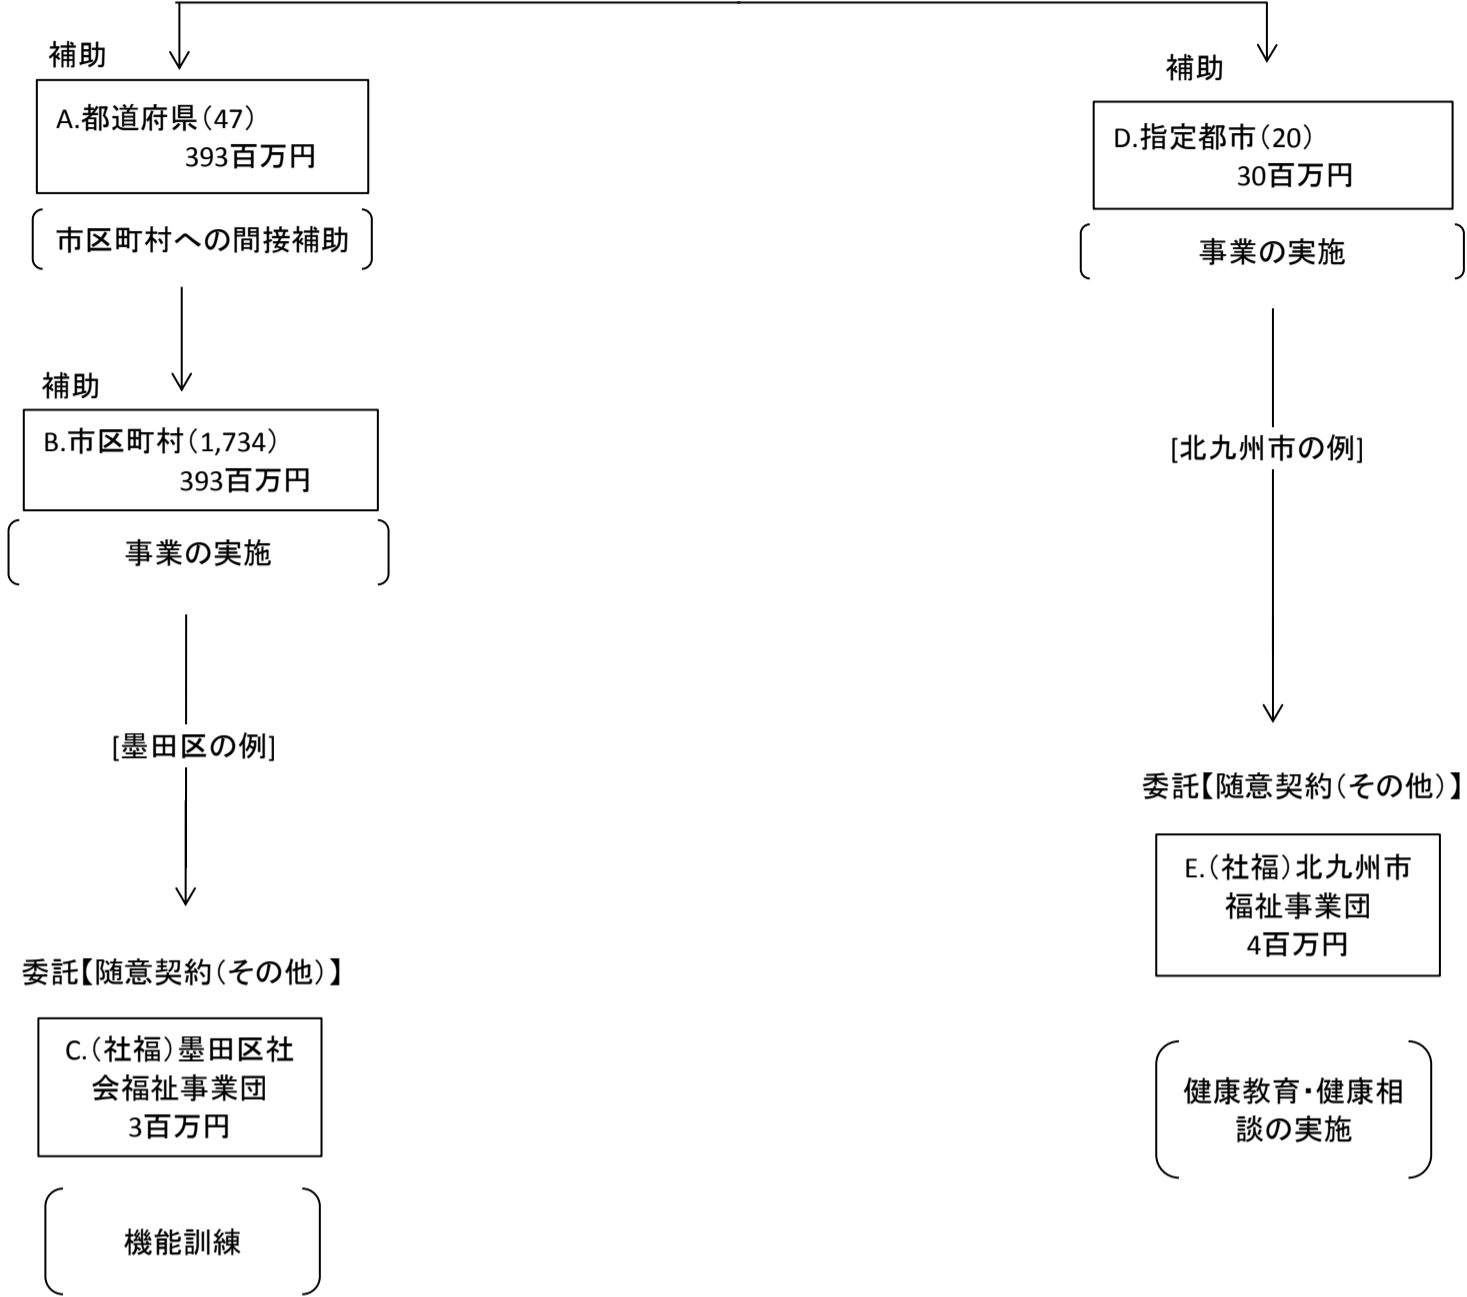 補助
A.都道府県（47）
393百万円
市区町村への間接補助
補助
B.市区町村（1,734）
393百万円
事業の実施
[墨田区の例]
委託【随意契約（その他）】
C.（社福）墨田区社
会福祉事業団
3百万円
機能訓練
補助
D.指定都市（20）
30百万円
事業の実施
[北九州市の例]
委託【随意契約（その他）】
E.（社福）北九州市
福祉事業団
4百万円
健康教育・健康相
談の実施